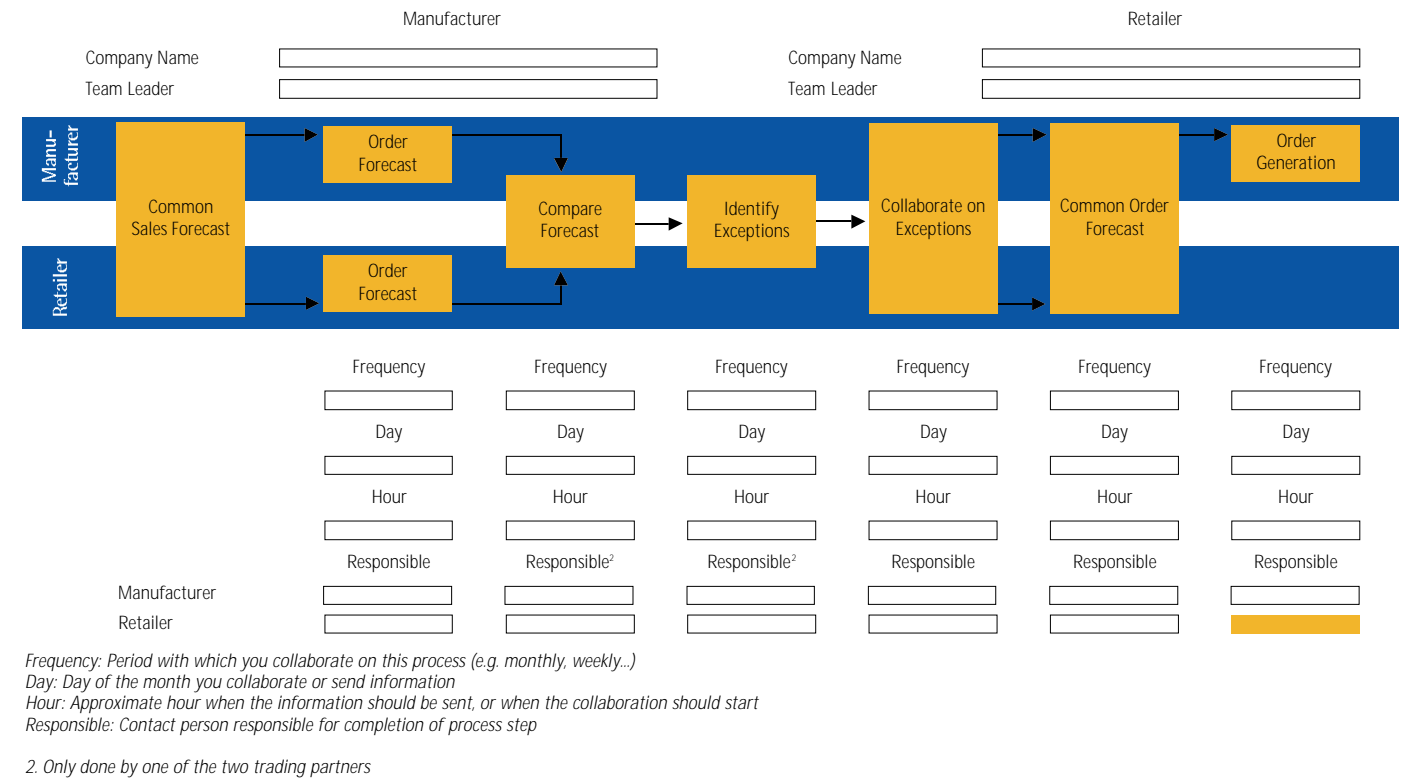 Manufacturer
Retailer
Company Name
Company Name
Team Leader
Team Leader
Manu-
facturer
Retailer
Common
Sales Forecast
Order
Forecast
Order
Forecast
Compare
Forecast
Identify
Exceptions
Collaborate on
Exceptions
Common Order
Forecast
Order
Generation
Frequency Frequency Frequency Frequency Frequency Frequency
Day Day Day Day Day Day
Hour Hour Hour Hour Hour Hour
Responsible Responsible² Responsible² Responsible Responsible Responsible
Manufacturer
Retailer
Frequency: Period with which you collaborate on this process (e.g. monthly, weekly...)
Day: Day of the month you collaborate or send information
Hour: Approximate hour when the information should be sent, or when the collaboration should start
Responsible: Contact person responsible for completion of process step
2. Only done by one of the two trading partners